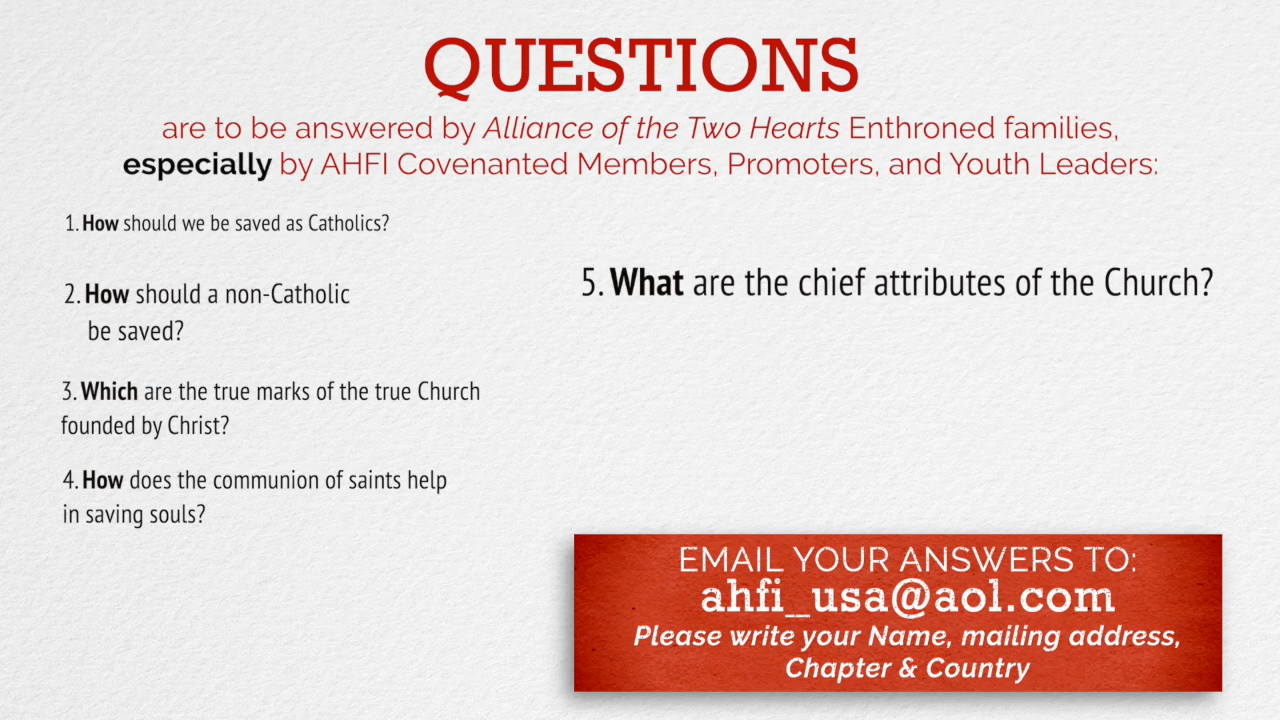 QUESTIONS
are to be answered by Alliance of the Two Hearts Enthroned families,
especially by AHFI Covenanted Members, Promoters, and Youth Leaders:
1. How should we be saved as Catholics?
2. How should a non-Catholic
be saved?
3. Which are the true marks of the true Church
founded by Christ?
4. How does the communion of saints help
in saving souls?
5. What are the chief attributes of the Church?
EMAIL YOUR ANSWERS TO:
ahfi_usa@aol.com
Please write your Name, mailing address,
Chapter & Country